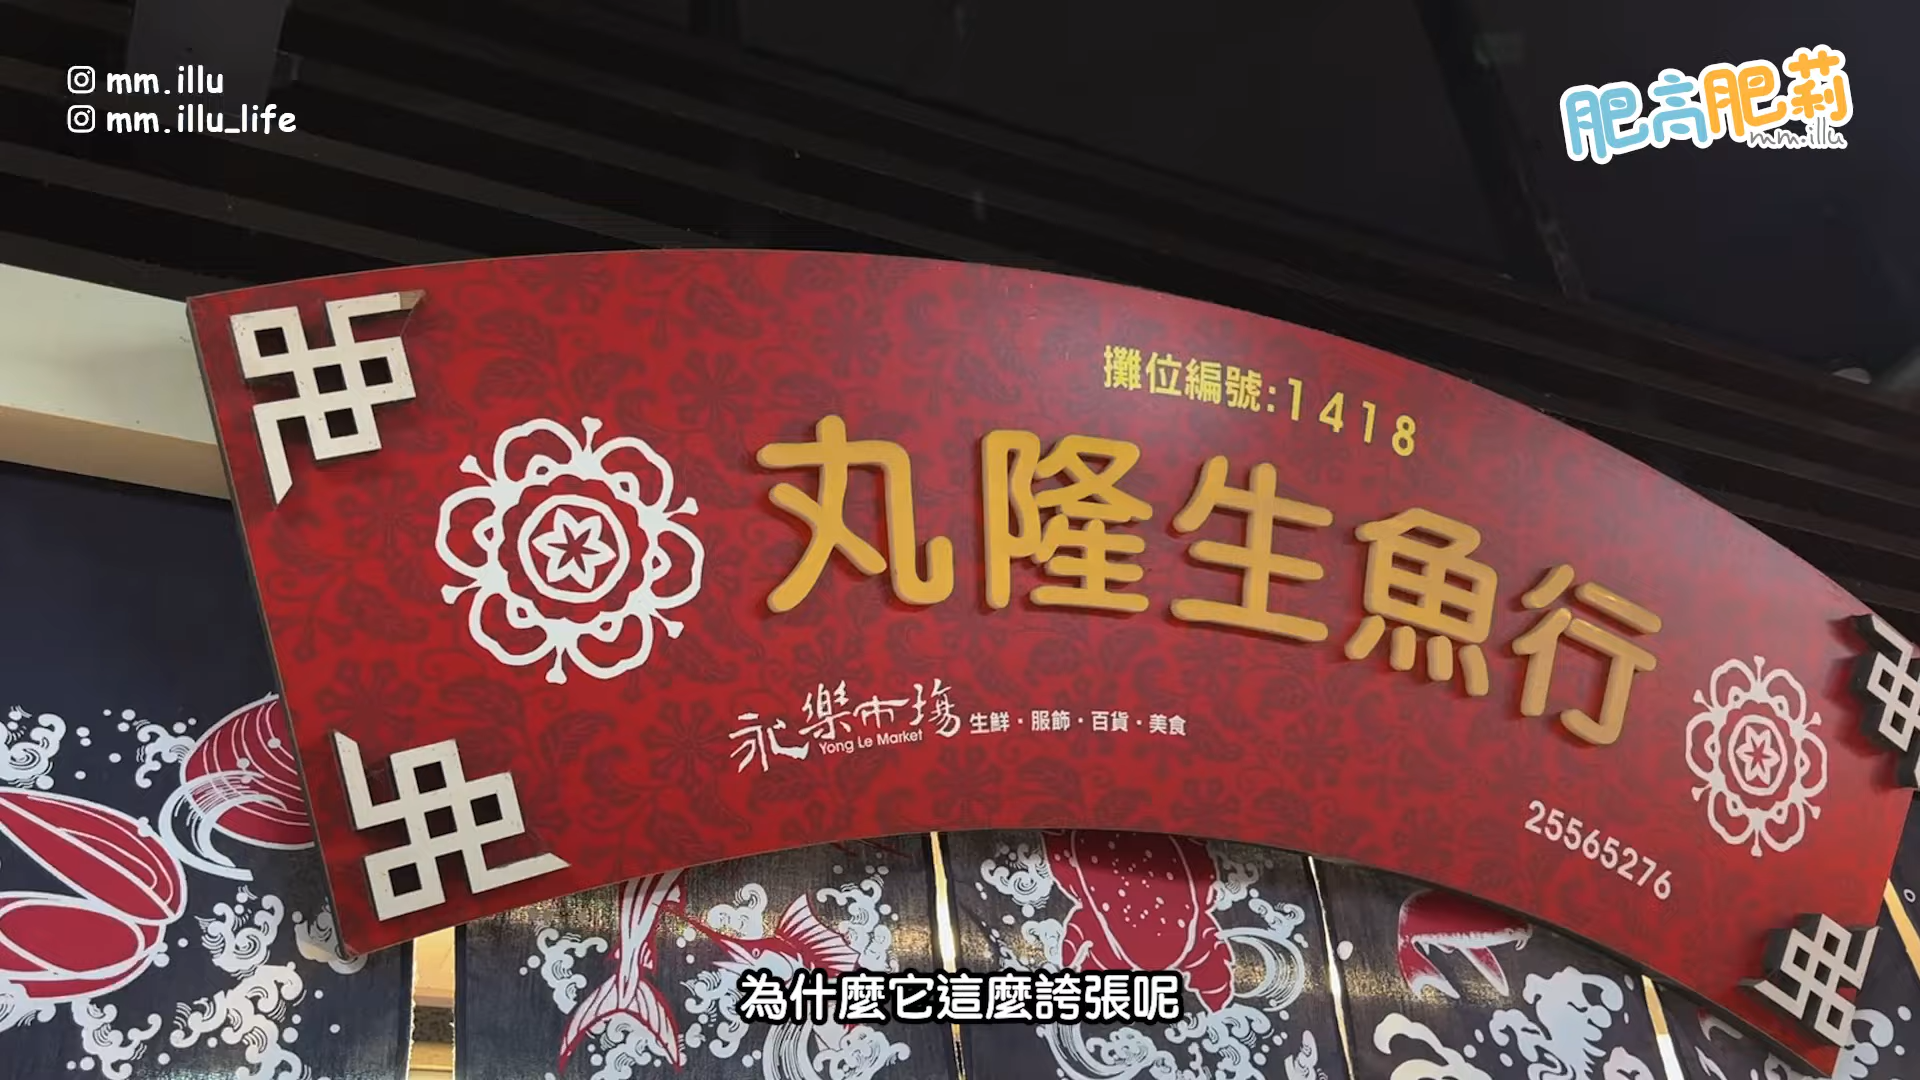 mm.illu
mm.illu_life
肥高肥莉
mm.illu
攤位編號:1418
丸隆生魚行
永樂市場 生鮮・服飾・百貨・美食
Yong Le Market
25565276
為什麼它這麼誇張呢